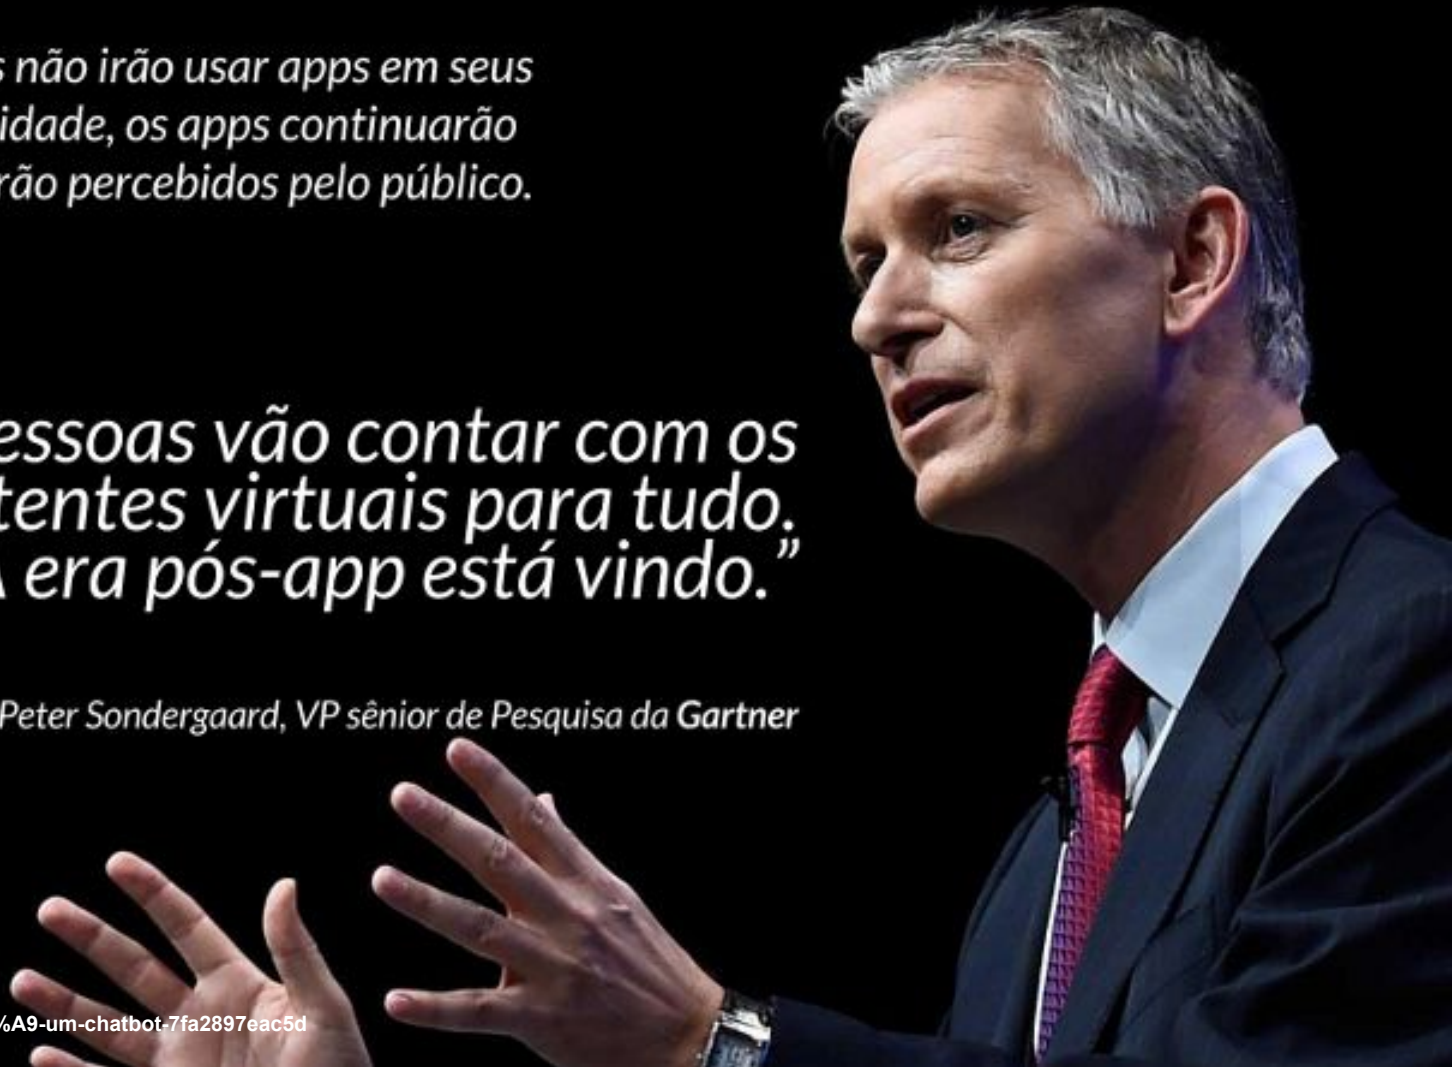 não irão usar apps em seus
idade, os apps continuarão
rão percebidos pelo público.
essoas vão contar com os
tentes virtuais para tudo.
era pós-app está vindo.”
Peter Sondergaard, VP sênior de Pesquisa da Gartner
%A9-um-chatbot-7fa2897eac5d